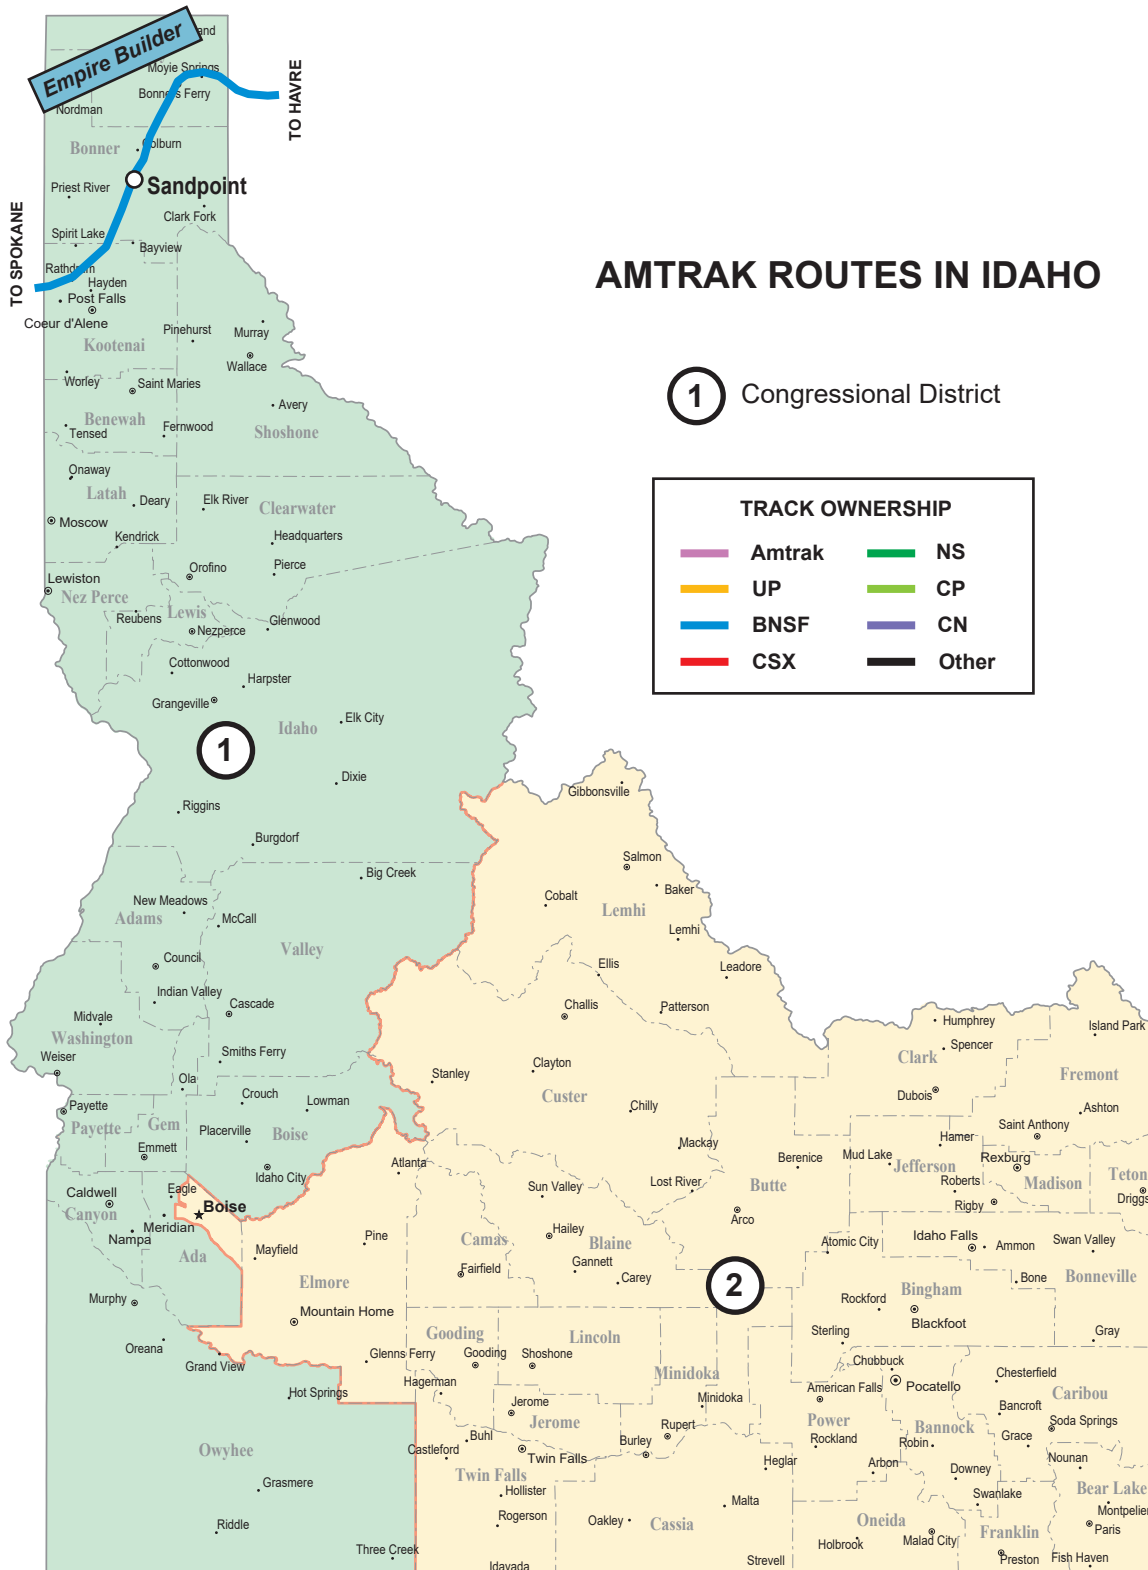 Empire Builder
and
Moyie Springs
Bonners Ferry
Nordman
TO HAVRE
Bonner
Colburn
Priest River
Sandpoint
Clark Fork
TO SPOKANE
Spirit Lake
Bayview
Rathdrum
Hayden
Post Falls
Coeur d'Alene
AMTRAK ROUTES IN IDAHO
Pinehurst
Murray
Kootenai
Wallace
1 Congressional District
Worley
Saint Maries
Avery
Benewah
Tensed
Fernwood
Shoshone
Onaway
Latah
Deary
Elk River
Clearwater
TRACK OWNERSHIP
Amtrak NS
UP CP
BNSF CN
CSX Other
Moscow
Kendrick
Headquarters
Orofino
Pierce
Lewiston
Nez Perce
Reubens
Lewis
Glenwood
Nezperce
Cottonwood
Harpster
Grangeville
Elk City
Idaho
1
Dixie
Gibbonsville
Riggins
Burgdorf
Salmon
Big Creek
Baker
Cobalt
New Meadows
Lemhi
Adams
McCall
Lemhi
Valley
Council
Ellis
Leadore
Indian Valley
Cascade
Challis
Patterson
Midvale
Humphrey
Island Park
Washington
Weiser
Smiths Ferry
Spencer
Clark
Clayton
Fremont
Stanley
Ola
Custer
Dubois
Crouch
Lowman
Chilly
Ashton
Payette
Payette
Gem
Placerville
Boise
Saint Anthony
Emmett
Mackay
Hamer
Idaho City
Atlanta
Berenice
Mud Lake
Jefferson
Rexburg
Teton
Caldwell
Eagle
Sun Valley
Lost River
Butte
Roberts
Madison
Driggs
Canyon
Boise
Arco
Rigby
Meridian
Nampa
Hailey
Pine
Camas
Blaine
Atomic City
Idaho Falls
Ammon
Swan Valley
Ada
Mayfield
Gannett
Elmore
Fairfield
Carey
2
Bone
Bonneville
Bingham
Murphy
Mountain Home
Rockford
Blackfoot
Gooding
Lincoln
Sterling
Gray
Oreana
Grand View
Glenns Ferry
Gooding
Shoshone
Chubbuck
Minidoka
Chesterfield
Hot Springs
Hagerman
Minidoka
American Falls
Pocatello
Caribou
Jerome
Jerome
Power
Bannock
Bancroft
Soda Springs
Buhl
Burley
Rupert
Rockland
Robin
Grace
Owyhee
Castleford
Twin Falls
Twin Falls
Heglar
Arbon
Nounan
Downey
Grasmere
Hollister
Bear Lake
Malta
Swanlake
Montpelier
Riddle
Rogerson
Oakley
Cassia
Oneida
Franklin
Paris
Holbrook
Malad City
Three Creek
Idavada
Strevell
Preston
Fish Haven